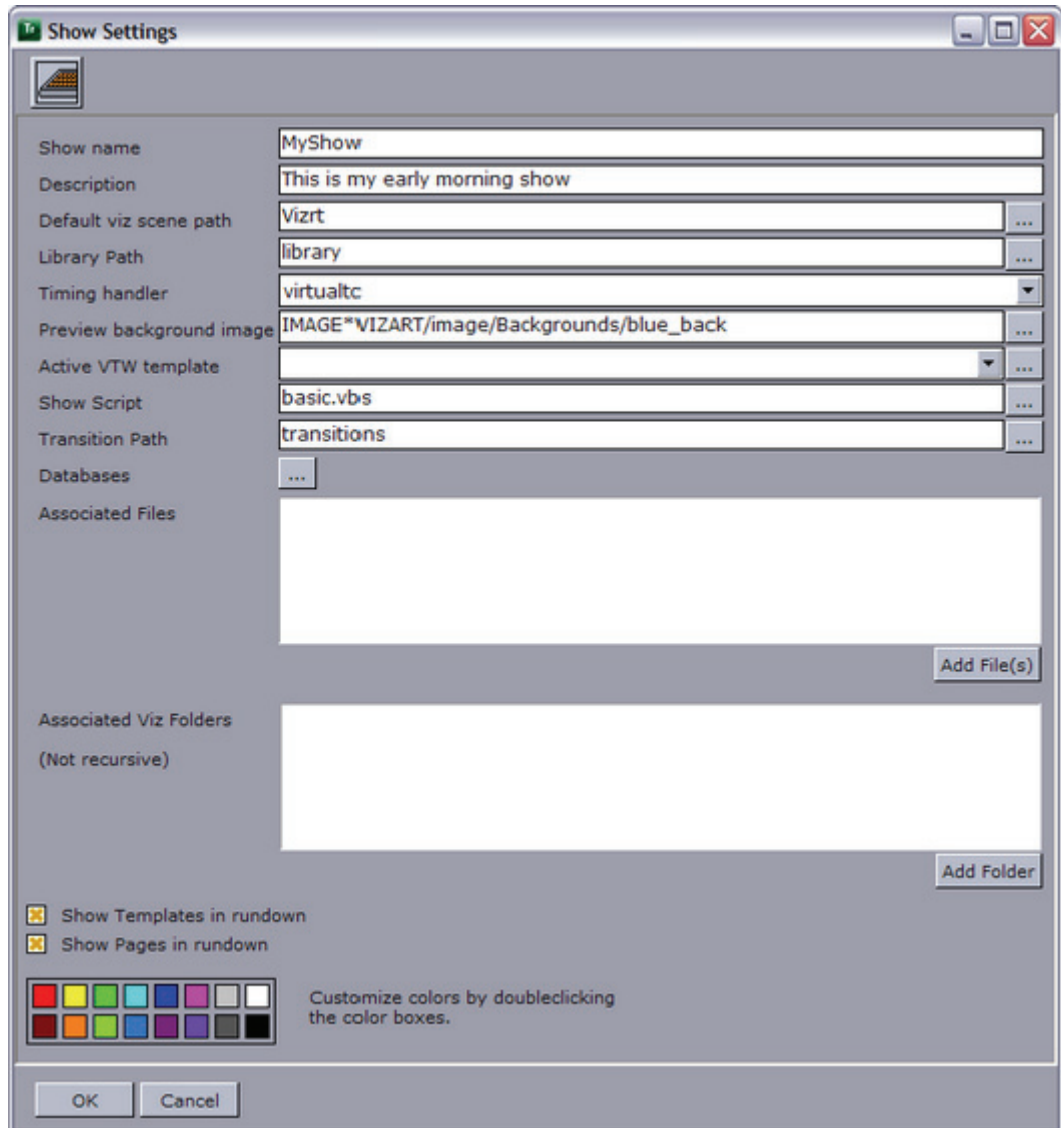 Show Settings
Show name MyShow
Description This is my early morning show
Default viz scene path Vizrt ...
Library Path library ...
Timing handler virtualtc
Preview background image IMAGE*VIZART/image/Backgrounds/blue_back ...
Active VTW template ...
Show Script basic.vbs ...
Transition Path transitions ...
Databases ...
Associated Files
Add File(s)
Associated Viz Folders
(Not recursive)
Add Folder
Show Templates in rundown
Show Pages in rundown
Customize colors by doubleclicking
the color boxes.
OK Cancel